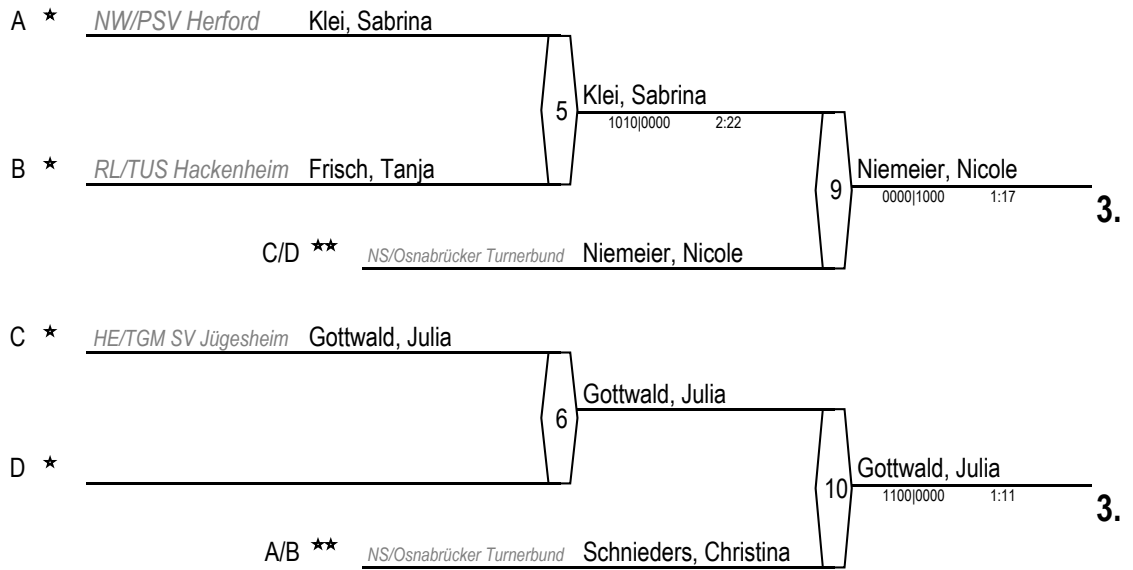 A ★ NW/PSV Herford Klei, Sabrina
5 Klei, Sabrina
1010|0000 2:22
B ★ RL/TUS Hackenheim Frisch, Tanja
9 Niemeier, Nicole
0000|1000 1:17
3.
C/D ★★ NS/Osnabrücker Turnerbund Niemeier, Nicole
C ★ HE/TGM SV Jügesheim Gottwald, Julia
6 Gottwald, Julia
D ★
10 Gottwald, Julia
1100|0000 1:11
3.
A/B ★★ NS/Osnabrücker Turnerbund Schnieders, Christina